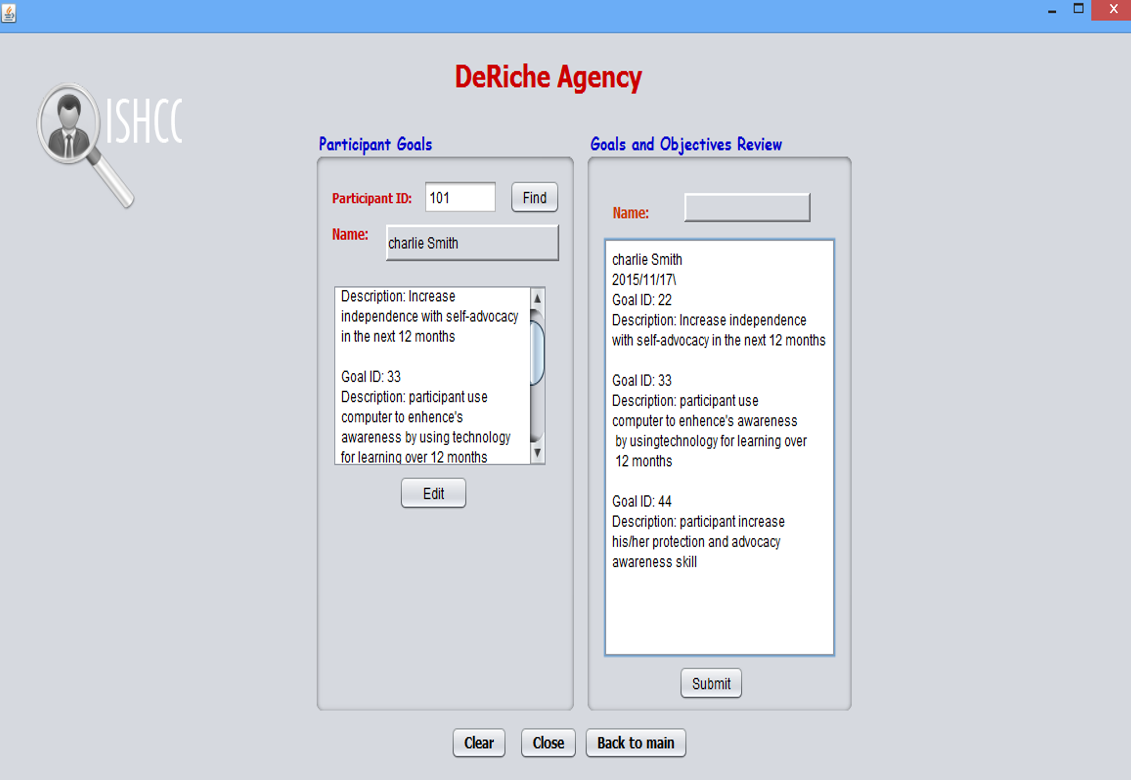 X
DeRiche Agency
ISHCC
Participant Goals
Participant ID: 101 Find
Name: charlie Smith
Description: Increase
independence with self-advocacy
in the next 12 months
Goal ID: 33
Description: participant use
computer to enhence's
awareness by using technology
for learning over 12 months
Edit
Goals and Objectives Review
Name:
charlie Smith
2015/11/17\
Goal ID: 22
Description: Increase independence
with self-advocacy in the next 12 months
Goal ID: 33
Description: participant use
computer to enhence's awareness
by usingtechnology for learning over
12 months
Goal ID: 44
Description: participant increase
his/her protection and advocacy
awareness skill
Submit
Clear Close Back to main